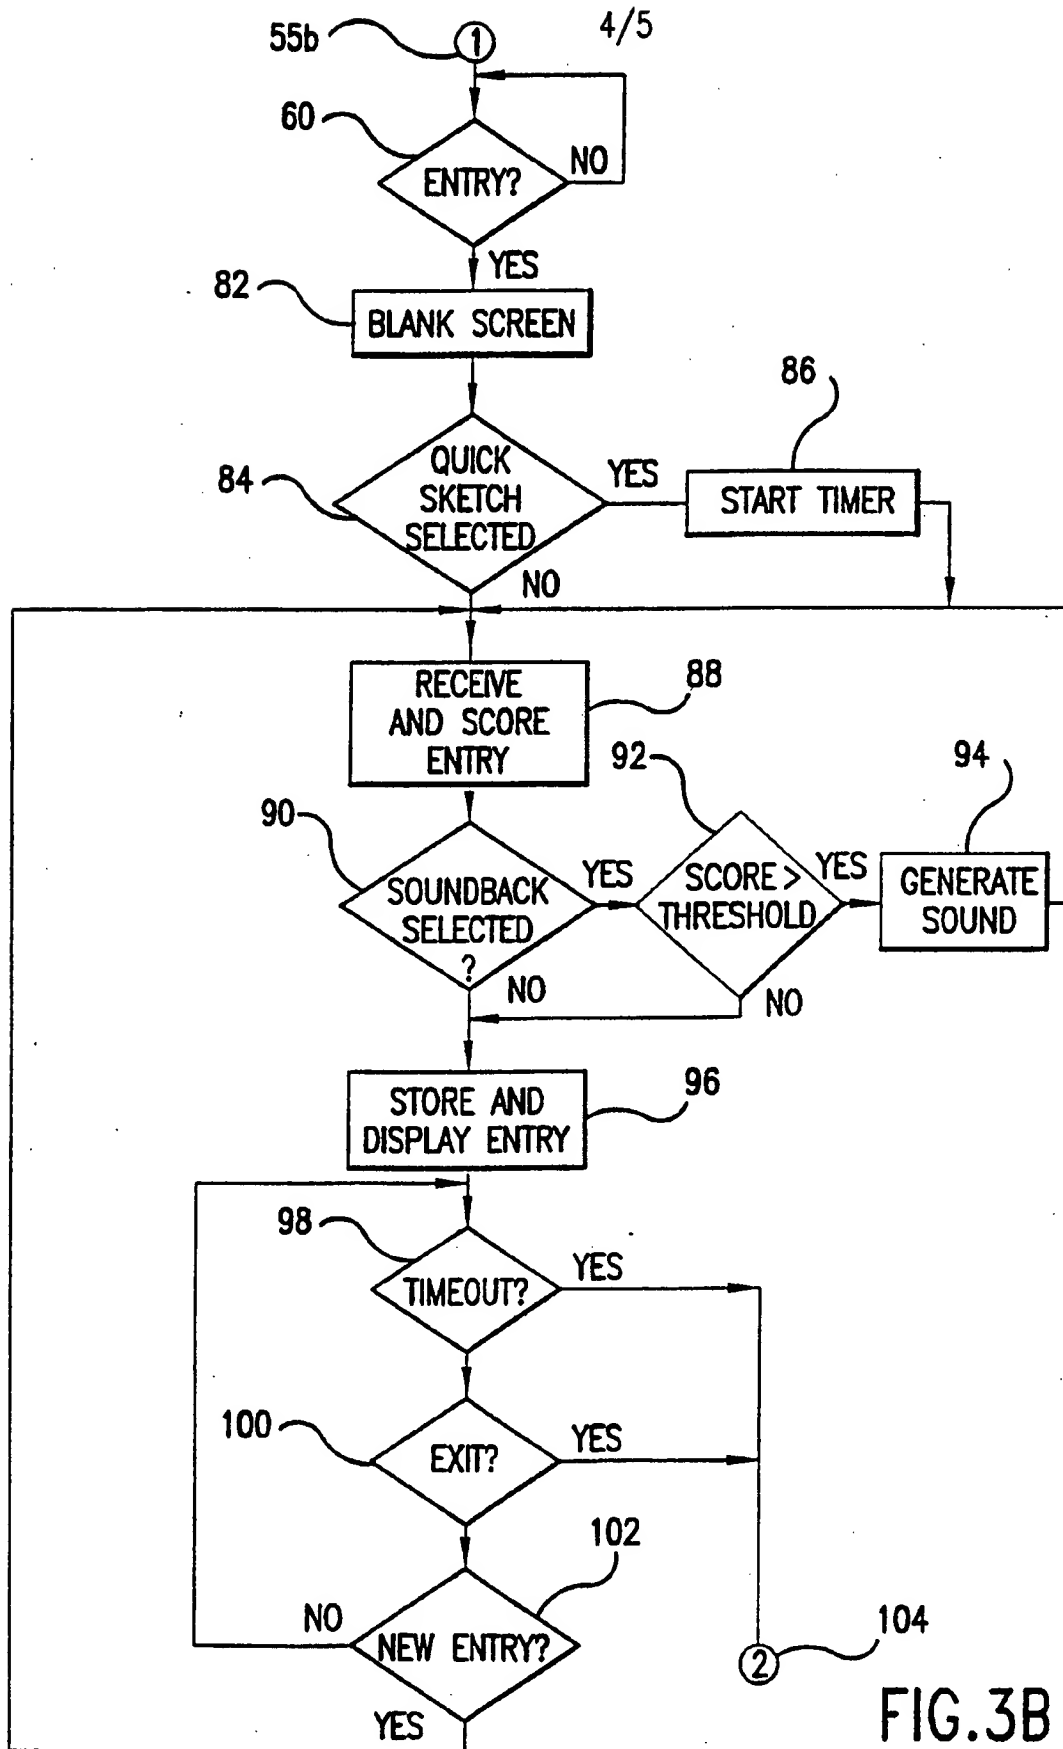 55b
1
4/5
60
ENTRY?
NO
YES
82
BLANK SCREEN
86
84
QUICK
SKETCH
SELECTED
YES
START TIMER
NO
RECEIVE
AND SCORE
ENTRY
88
92
94
90
SOUNDBACK
SELECTED
?
YES
SCORE >
THRESHOLD
YES
GENERATE
SOUND
NO
NO
STORE AND
DISPLAY ENTRY
96
98
TIMEOUT?
YES
100
EXIT?
YES
102
NO
NEW ENTRY?
YES
104
2
FIG.3B